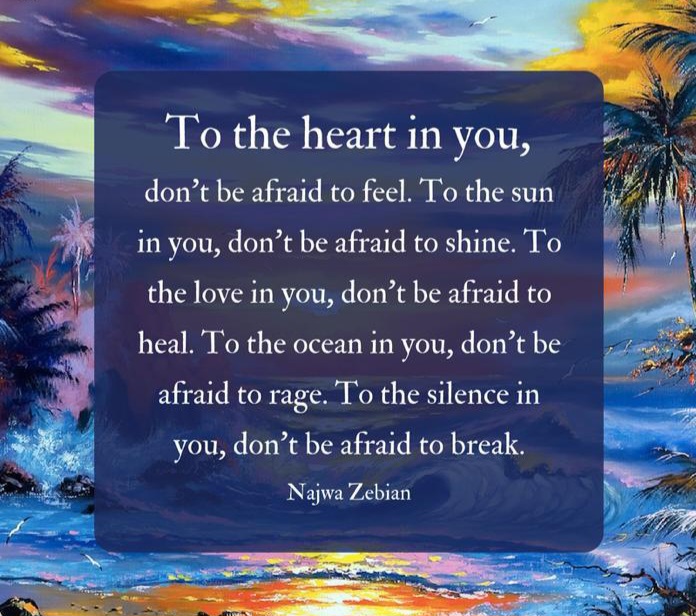 To the heart in you,
don't be afraid to feel. To the sun
in you, don't be afraid to shine. To
the love in you, don't be afraid to
heal. To the ocean in you, don't be
afraid to rage. To the silence in
you, don't be afraid to break.
Najwa Zebian